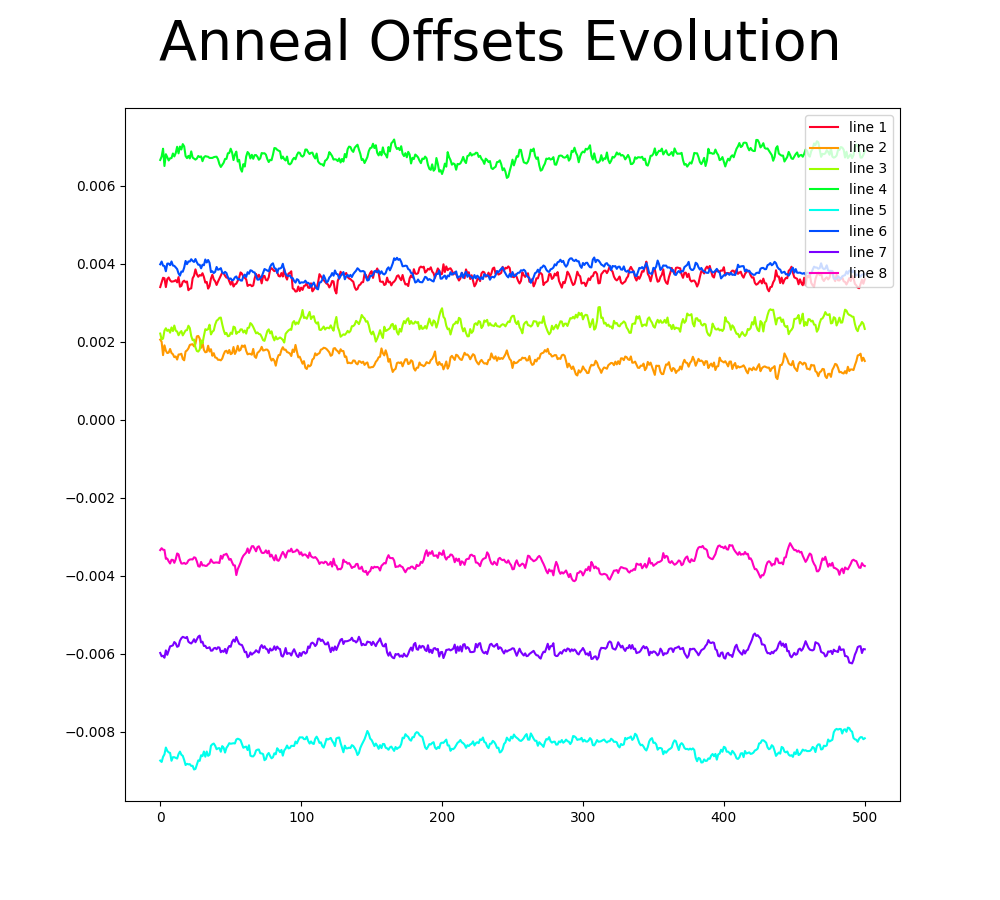 Anneal Offsets Evolution
line 1
line 2
line 3
line 4
line 5
line 6
line 7
line 8
0.006
0.004
0.002
0.000
−0.002
−0.004
−0.006
−0.008
0 100 200 300 400 500